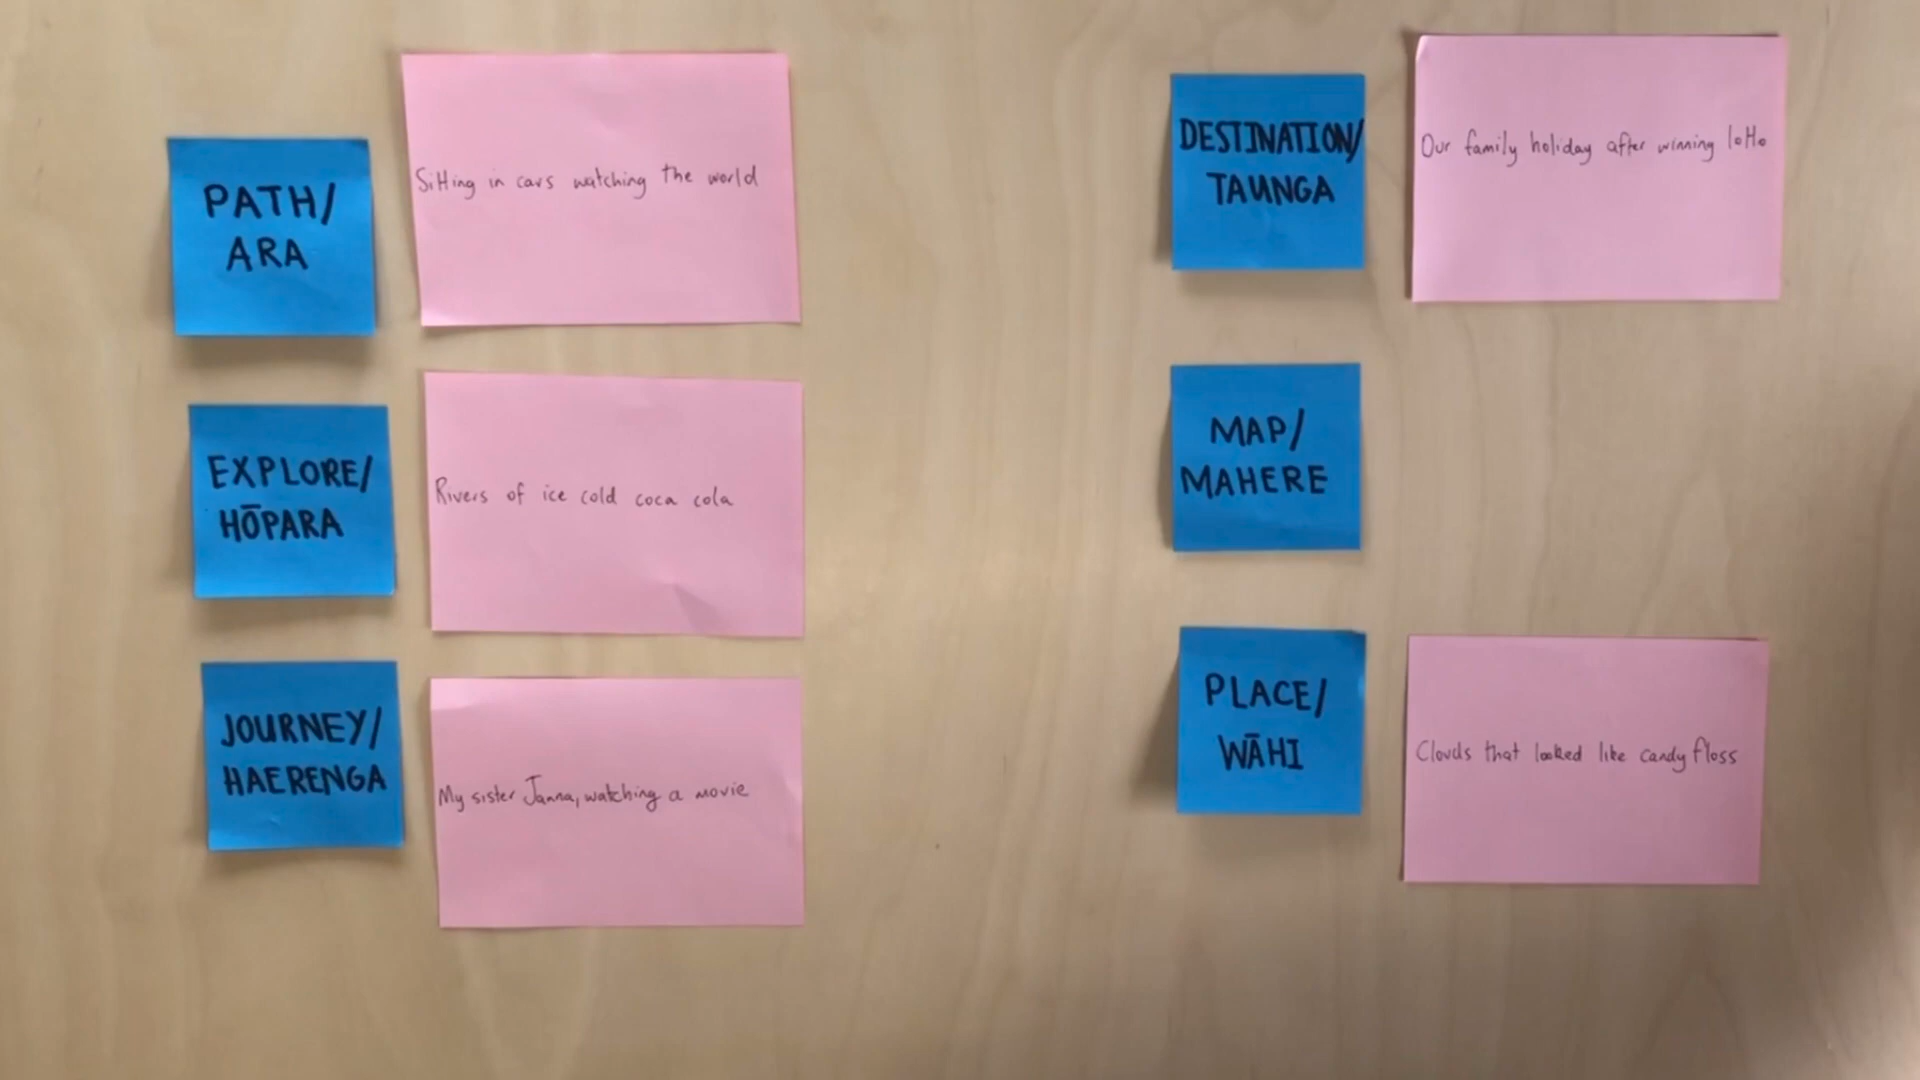 PATH/
ARA
Sitting in cars watching the world
EXPLORE/
HŌPARA
Rivers of ice cold coca cola
JOURNEY/
HAERENGA
My sister Janna, watching a movie
DESTINATION/
TAUNGA
Our family holiday after winning lotto
MAP/
MAHERE
PLACE/
WĀHI
Clouds that looked like candy floss